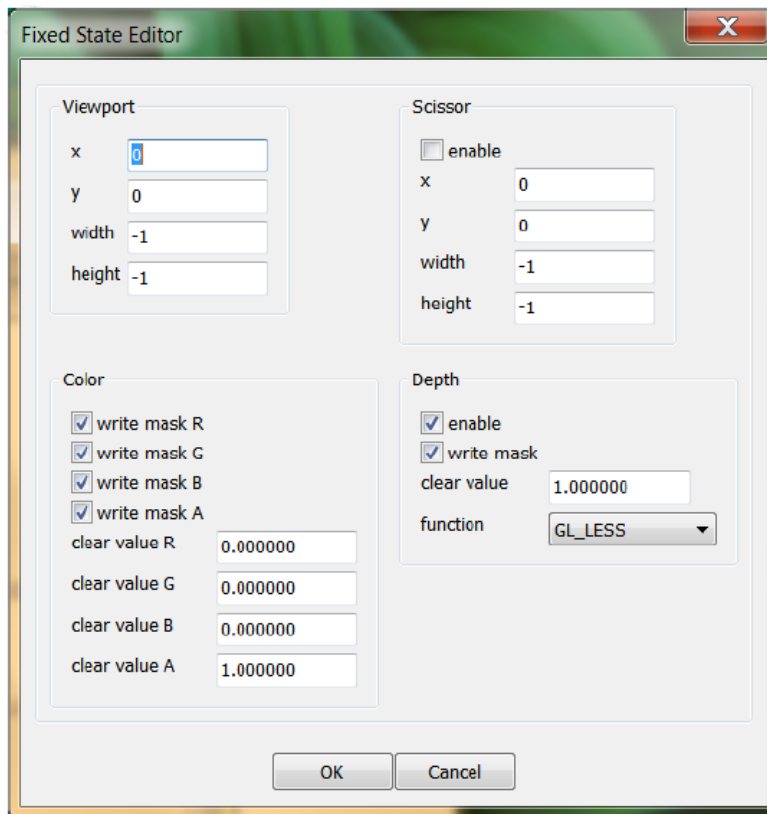 Fixed State Editor
Viewport
x 0
y 0
width -1
height -1
Scissor
enable
x 0
y 0
width -1
height -1
Color
write mask R
write mask G
write mask B
write mask A
clear value R 0.000000
clear value G 0.000000
clear value B 0.000000
clear value A 1.000000
Depth
enable
write mask
clear value 1.000000
function GL_LESS
OK Cancel